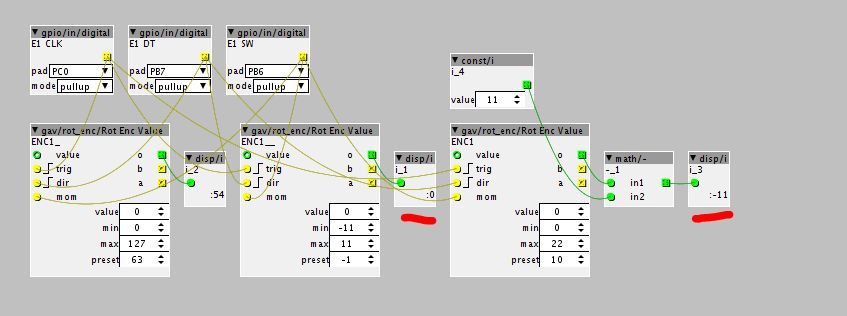 gpio/in/digital
E1 CLK
pad PC0
mode pullup
gpio/in/digital
E1 DT
pad PB7
mode pullup
gpio/in/digital
E1 SW
pad PB6
mode pullup
const/i
i_4
value 11
gav/rot_enc/Rot Enc Value
ENC1_
value o
trig b
dir a
mom
value 0
min 0
max 127
preset 63
disp/i
i_2
:54
gav/rot_enc/Rot Enc Value
ENC1__
value o
trig b
dir a
mom
value 0
min -11
max 11
preset -1
disp/i
i_1
:0
gav/rot_enc/Rot Enc Value
ENC1
value o
trig b
dir a
mom
value 0
min 0
max 22
preset 10
math/-
-_1
in1
in2
disp/i
i_3
:-11